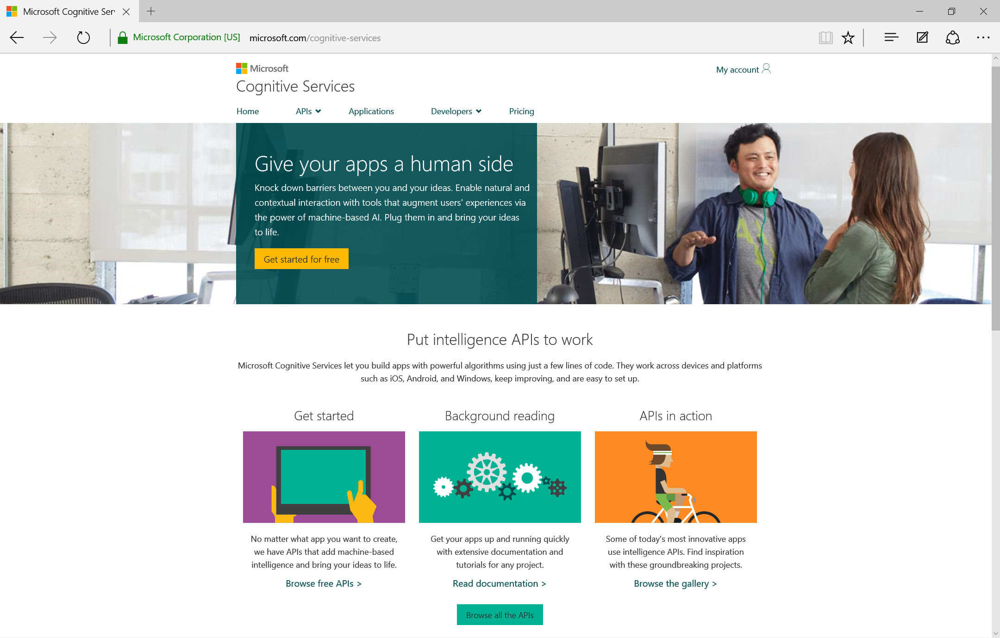 Microsoft Cognitive Ser
Microsoft Corporation [US] microsoft.com/cognitive-services
Microsoft
My account
Cognitive Services
Home APIs Applications Developers Pricing
Give your apps a human side
Knock down barriers between you and your ideas. Enable natural and
contextual interaction with tools that augment users' experiences via
the power of machine-based AI. Plug them in and bring your ideas
to life.
Get started for free
Put intelligence APIs to work
Microsoft Cognitive Services let you build apps with powerful algorithms using just a few lines of code. They work across devices and platforms
such as iOS, Android, and Windows, keep improving, and are easy to set up.
Get started
No matter what app you want to create,
we have APIs that add machine-based
intelligence and bring your ideas to life.
Browse free APIs >
Background reading
Get your apps up and running quickly
with extensive documentation and
tutorials for any project.
Read documentation >
APIs in action
Some of today's most innovative apps
use intelligence APIs. Find inspiration
with these groundbreaking projects.
Browse the gallery >
Browse all the APIs